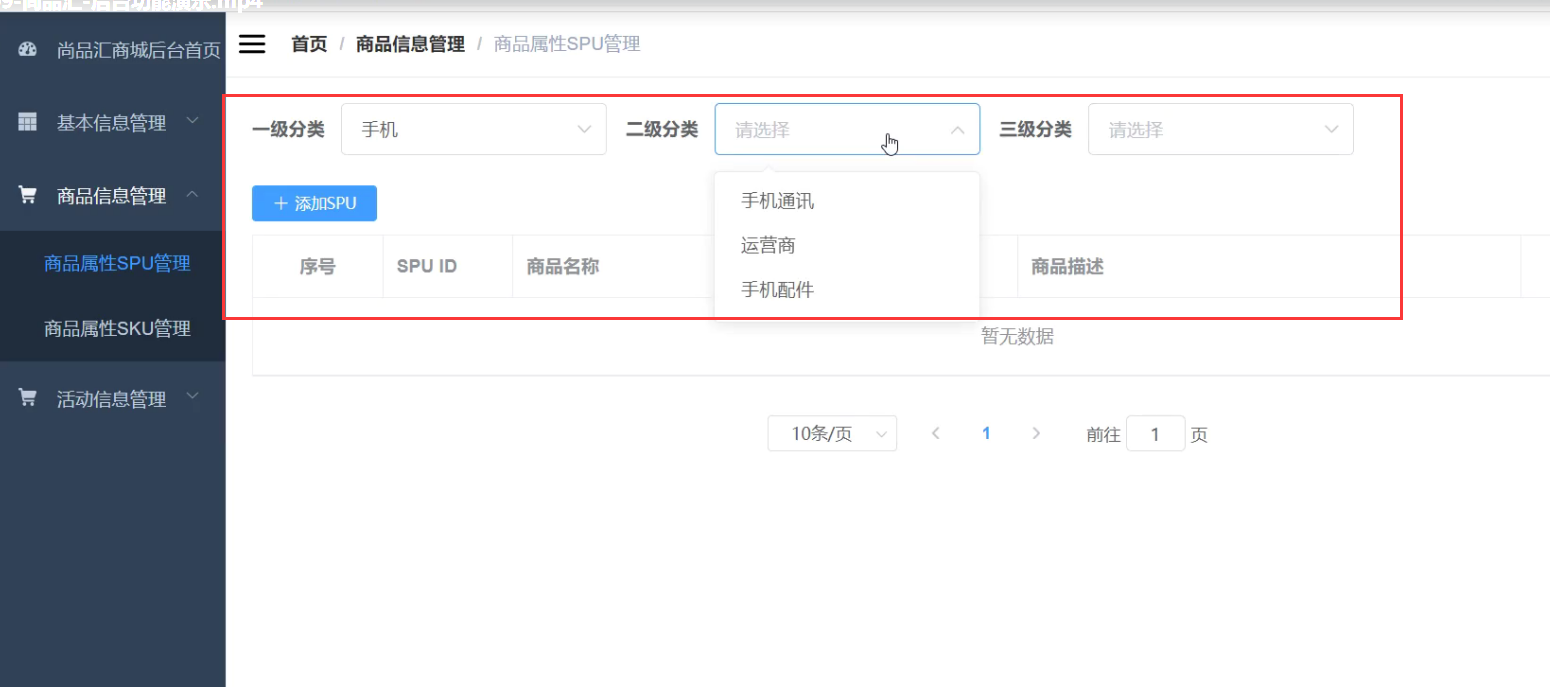 尚品汇商城后台首页
基本信息管理
商品信息管理
商品属性SPU管理
商品属性SKU管理
活动信息管理
首页 / 商品信息管理 / 商品属性SPU管理
一级分类 手机 二级分类 请选择 三级分类 请选择
手机通讯
运营商
手机配件
+ 添加SPU
序号 SPU ID 商品名称 商品描述
暂无数据
10条/页 < 1 > 前往 1 页